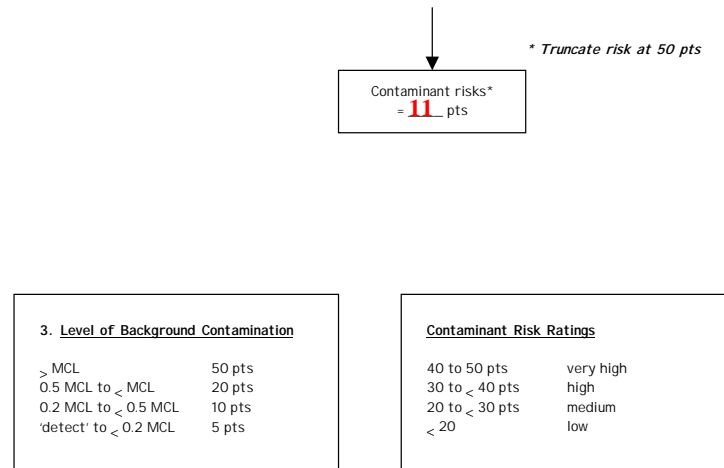 * Truncate risk at 50 pts
Contaminant risks*
= 11 pts
3. Level of Background Contamination
> MCL 50 pts
0.5 MCL to < MCL 20 pts
0.2 MCL to < 0.5 MCL 10 pts
'detect' to < 0.2 MCL 5 pts
Contaminant Risk Ratings
40 to 50 pts very high
30 to < 40 pts high
20 to < 30 pts medium
< 20 low